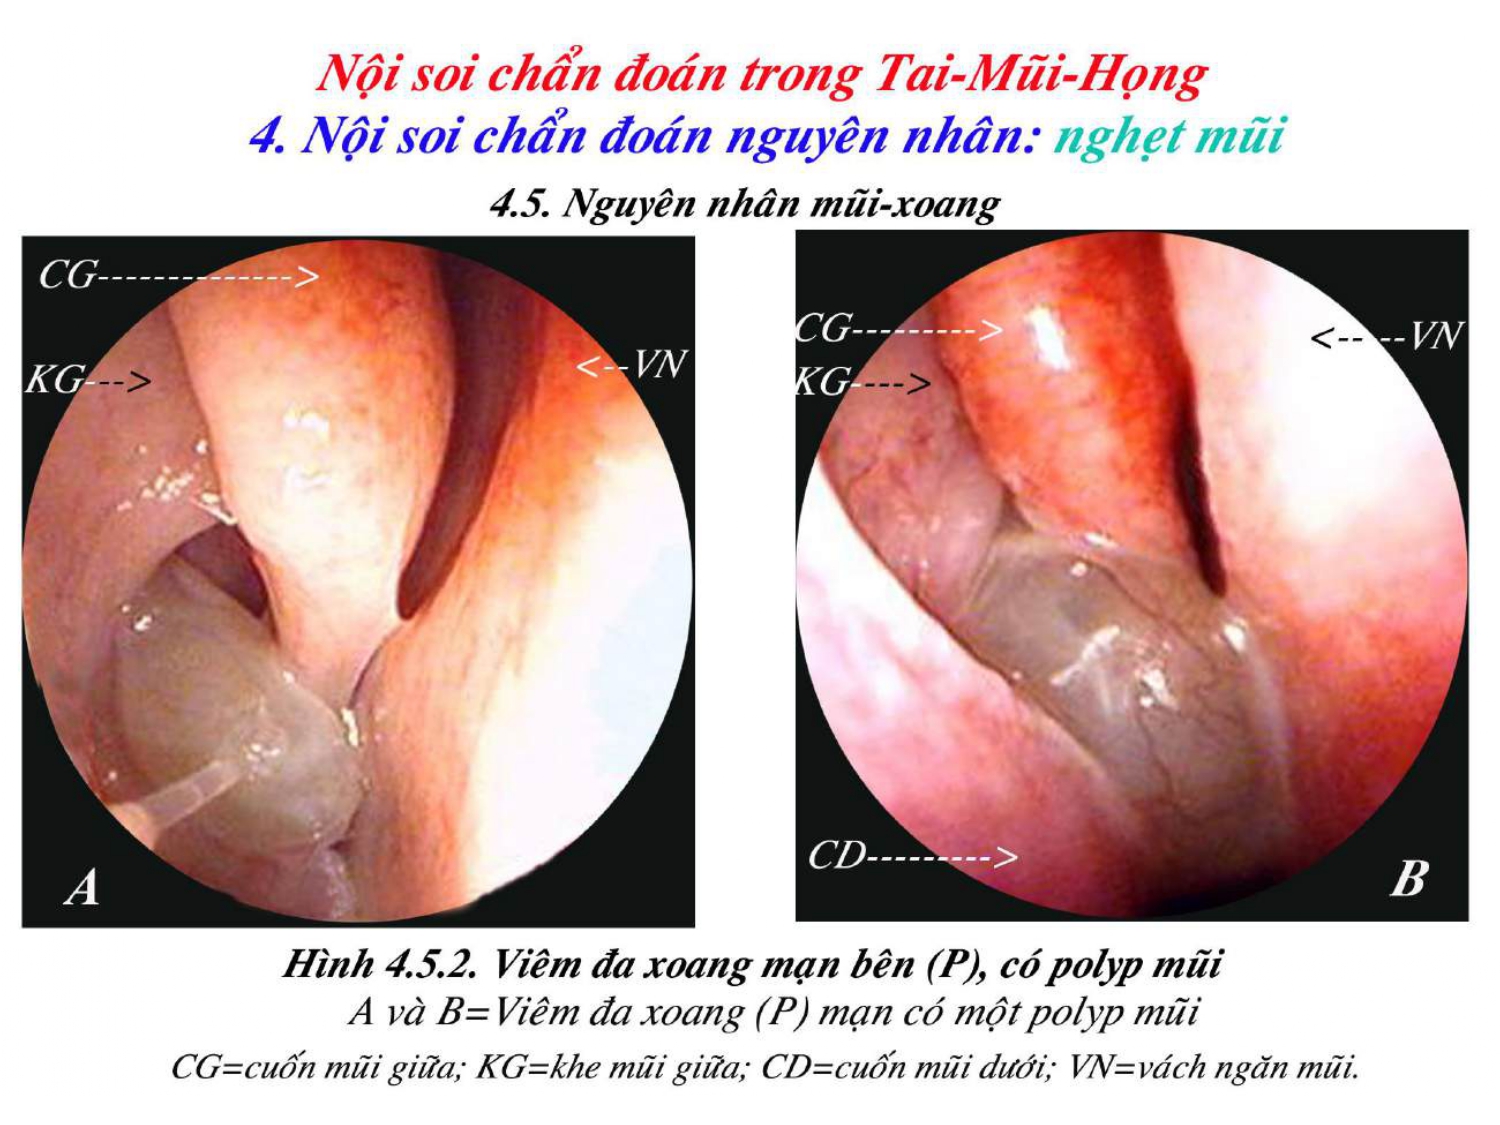 Nội soi chẩn đoán trong Tai-Mũi-Họng
4. Nội soi chẩn đoán nguyên nhân: nghẹt mũi
4.5. Nguyên nhân mũi-xoang
CG-------------->
KG---->
<--VN
A
CG--------->
KG---->
<-----VN
CD--------->
B
Hình 4.5.2. Viêm đa xoang mạn bên (P), có polyp mũi
A và B=Viêm đa xoang (P) mạn có một polyp mũi
CG=cuốn mũi giữa; KG=khe mũi giữa; CD=cuốn mũi dưới; VN=vách ngăn mũi.